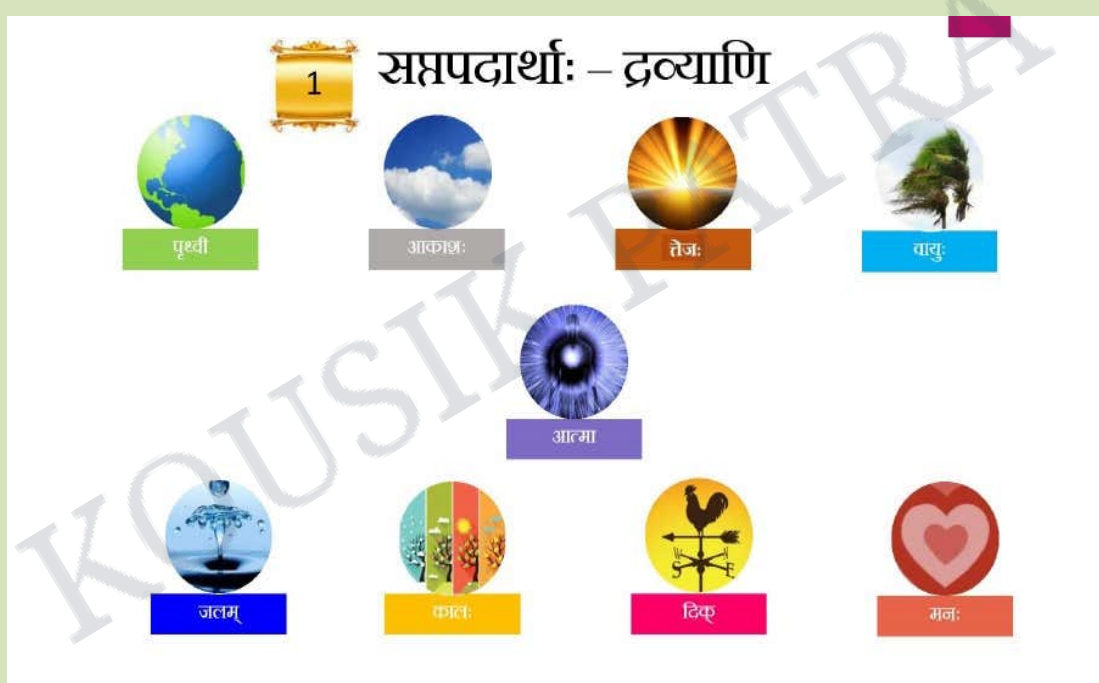 1
सप्तपदार्थाः – द्रव्याणि
पृथ्वी आकाशः तेजः वायुः
आत्मा
जलम् कालः दिक् मनः
S E
KOUSIK PATRA